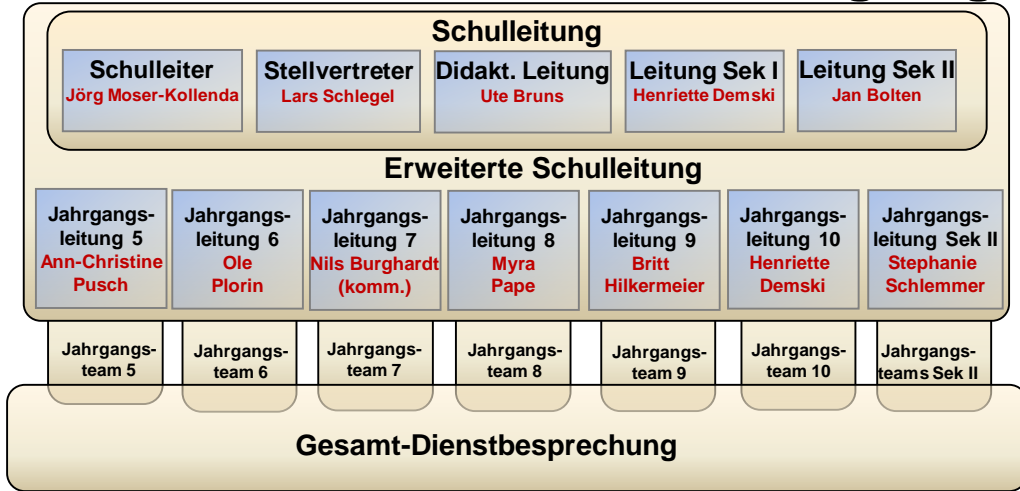 Schulleitung
Schulleiter
Jörg Moser-Kollenda
Stellvertreter
Lars Schlegel
Didakt. Leitung
Ute Bruns
Leitung Sek I
Henriette Demski
Leitung Sek II
Jan Bolten
Erweiterte Schulleitung
Jahrgangs-
leitung 5
Ann-Christine
Pusch
Jahrgangs-
leitung 6
Ole
Plorin
Jahrgangs-
leitung 7
Nils Burghardt
(komm.)
Jahrgangs-
leitung 8
Myra
Pape
Jahrgangs-
leitung 9
Britt
Hilkermeier
Jahrgangs-
leitung 10
Henriette
Demski
Jahrgangs-
leitung Sek II
Stephanie
Schlemmer
Jahrgangs-
team 5
Jahrgangs-
team 6
Jahrgangs-
team 7
Jahrgangs-
team 8
Jahrgangs-
team 9
Jahrgangs-
team 10
Jahrgangs-
teams Sek II
Gesamt-Dienstbesprechung